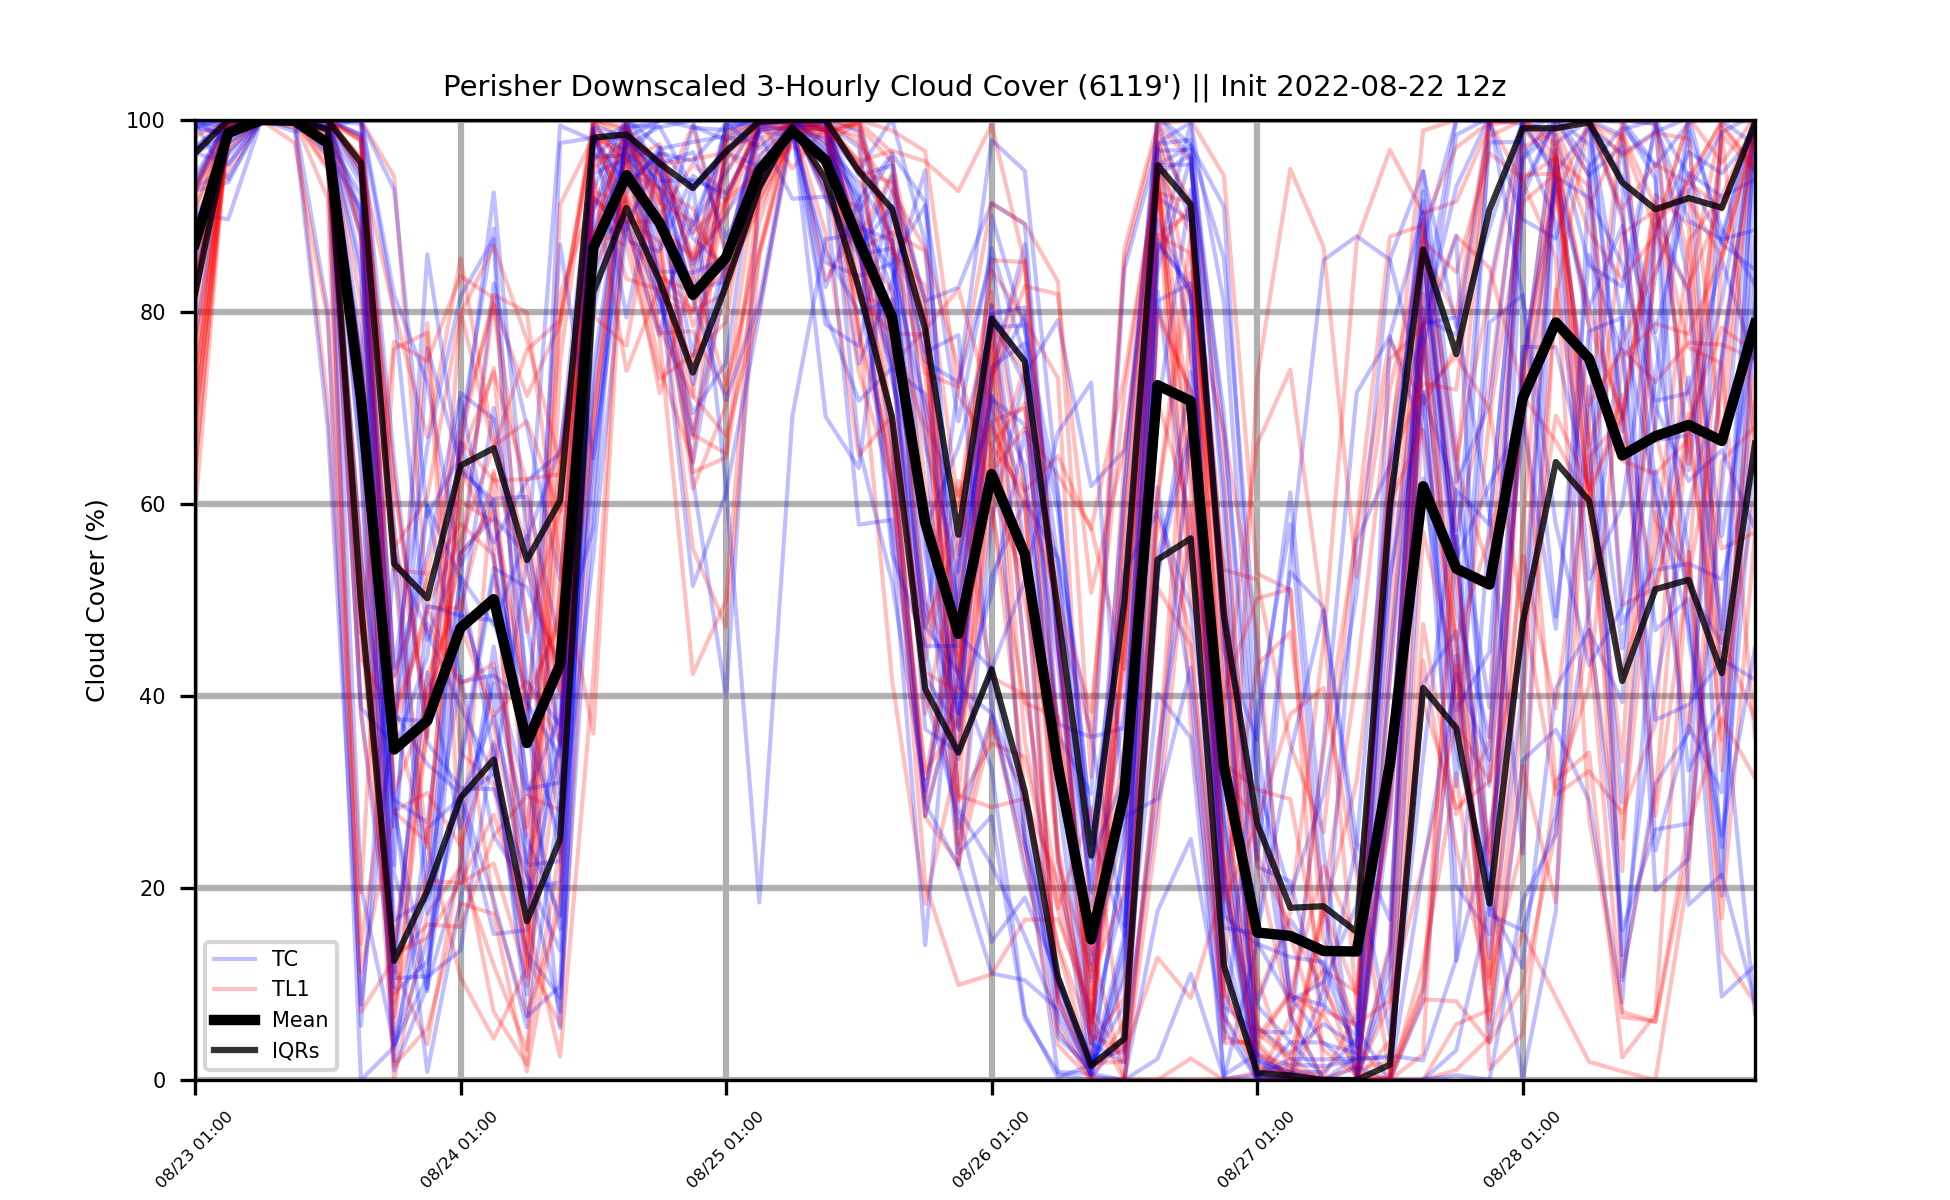 Perisher Downscaled 3-Hourly Cloud Cover (6119') || Init 2022-08-22 12z
Cloud Cover (%)
100
80
60
40
20
0
TC
TL1
Mean
IQRs
08/23 01:00
08/24 01:00
08/25 01:00
08/26 01:00
08/27 01:00
08/28 01:00